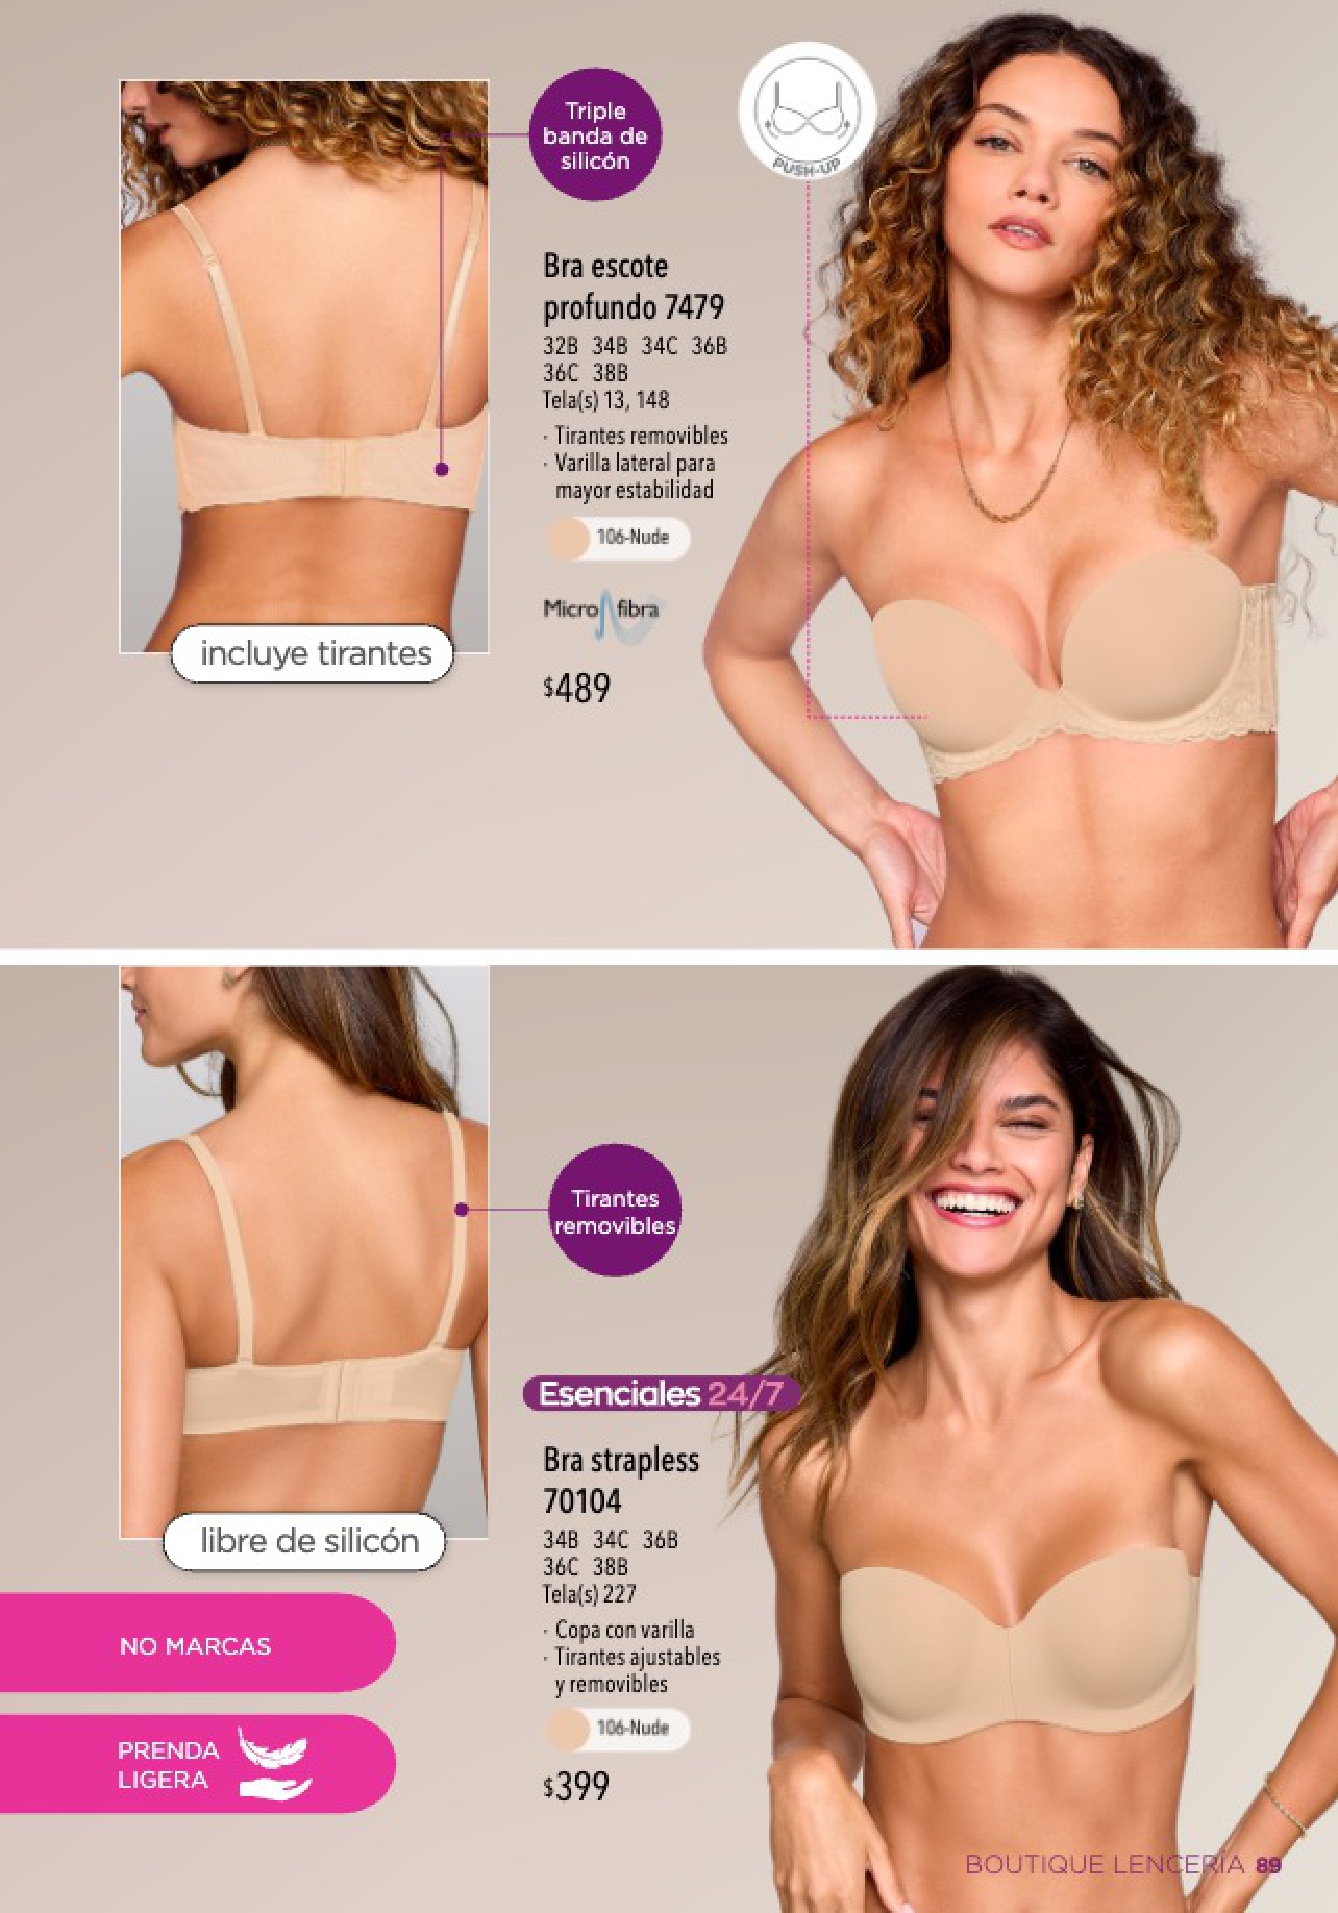 Triple
banda de
silicón
PUSH-UP
Bra escote
profundo 7479
32B 34B 34C 36B
36C 38B
Tela(s) 13, 148
· Tirantes removibles
· Varilla lateral para
mayor estabilidad
106-Nude
Micro fibra
incluye tirantes
$489
Tirantes
removibles
Esenciales 24/7
Bra strapless
70104
34B 34C 36B
36C 38B
Tela(s) 227
· Copa con varilla
· Tirantes ajustables
y removibles
106-Nude
$399
libre de silicón
NO MARCAS
PRENDA
LIGERA
BOUTIQUE LENCERÍA 89